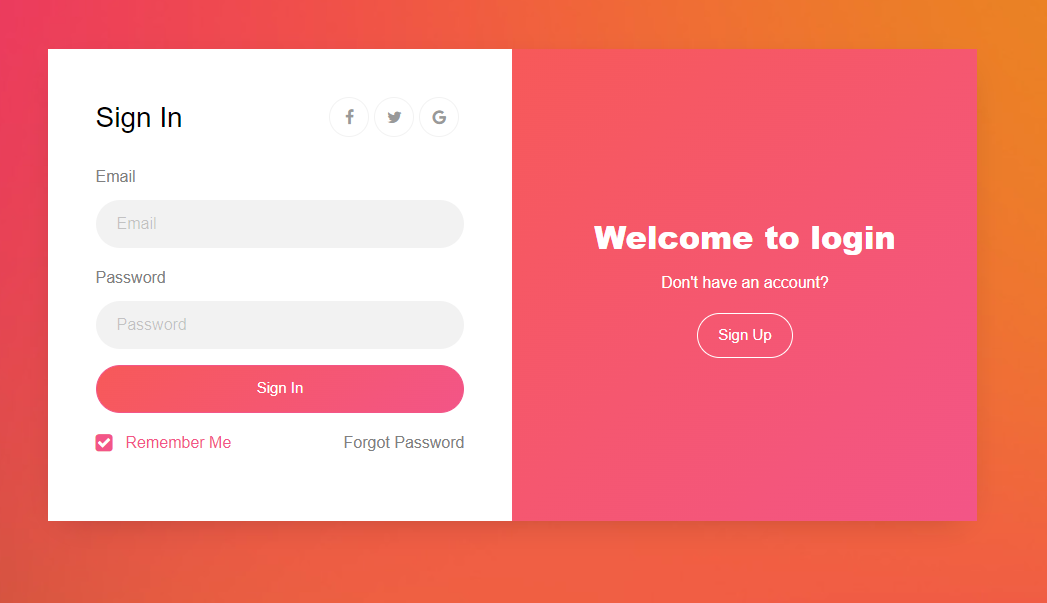 Sign In
Email
Email
Password
Password
Sign In
Remember Me
Forgot Password
Welcome to login
Don't have an account?
Sign Up